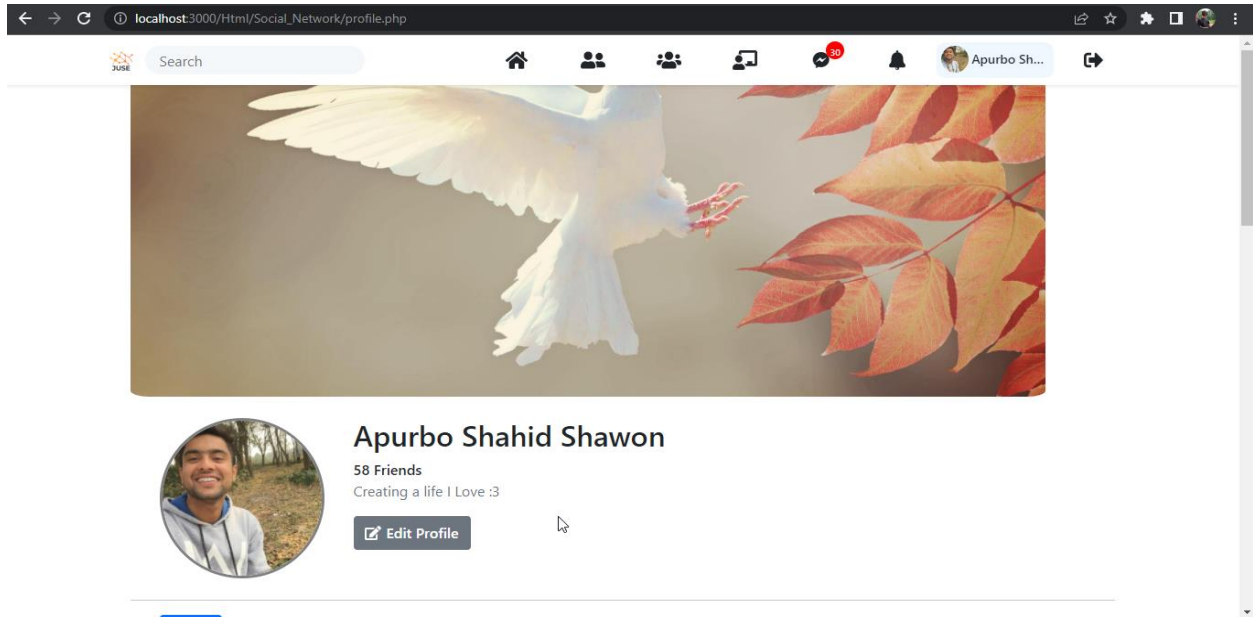 localhost:3000/Html/Social_Network/profile.php
JUSE
Search
30
Apurbo Sh...
Apurbo Shahid Shawon
58 Friends
Creating a life I Love :3
Edit Profile